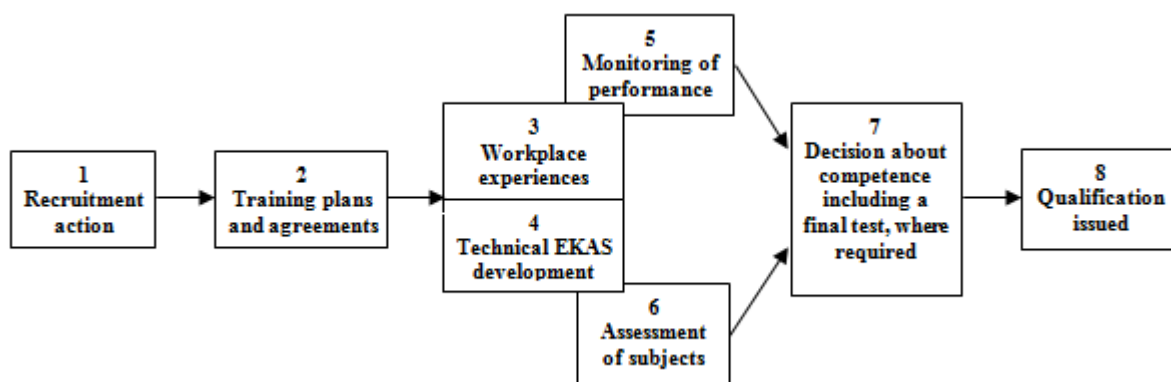 1
Recruitment
action
2
Training plans
and agreements
3
Workplace
experiences
4
Technical EKAS
development
5
Monitoring of
performance
6
Assessment
of subjects
7
Decision about
competence
including a
final test, where
required
8
Qualification
issued